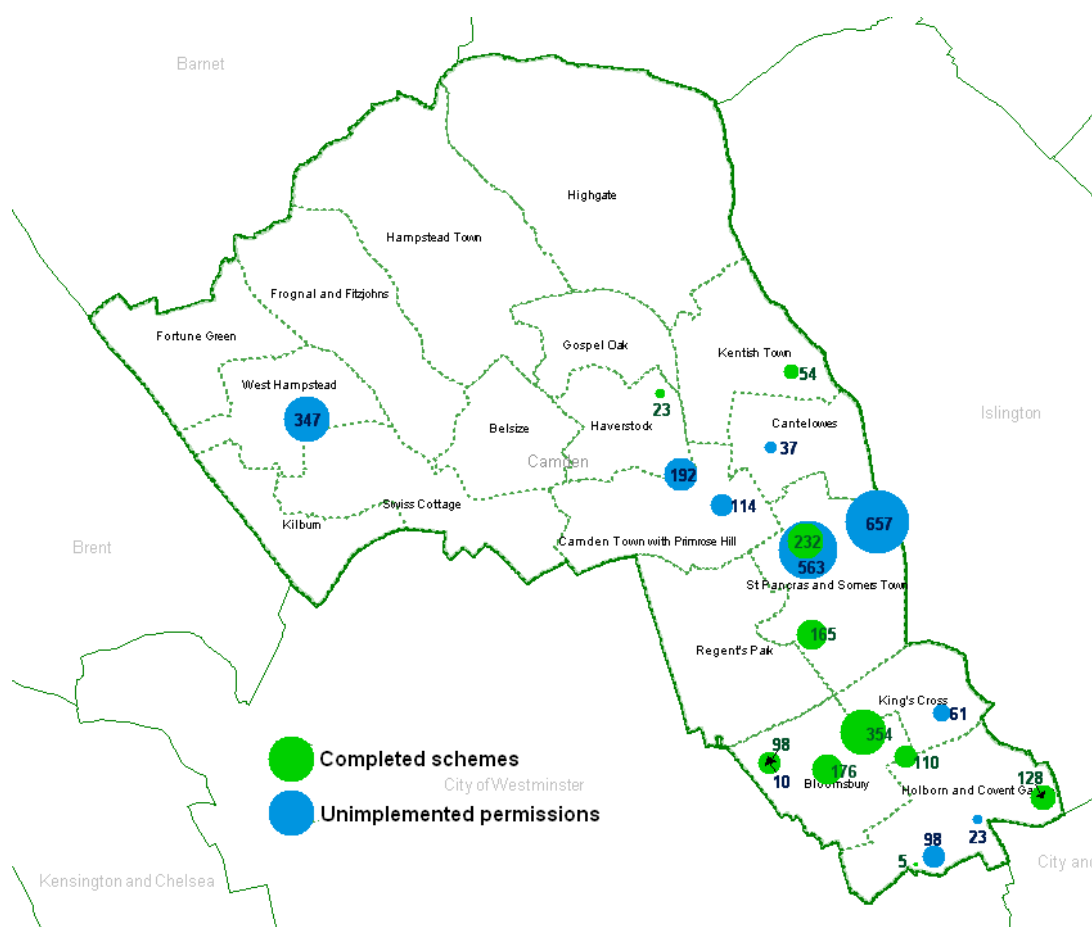 Barnet
Highgate
Hampstead Town
Frognal and Fitzjohns
Fortune Green
Gospel Oak
Kentish Town
54
West Hampstead
347
23
Haverstock
Belsize
Cantelowes
37
Islington
Camden
192
114
Swiss Cottage
Kilburn
657
232
563
Camden Town with Primrose Hill
Brent
St Pancras and Somers Town
165
Regent's Park
King's Cross
61
354
98
10
176
Bloomsbury
110
128
Holborn and Covent Ga
Completed schemes
City of Westminster
Unimplemented permissions
23
98
5
City and
Kensington and Chelsea